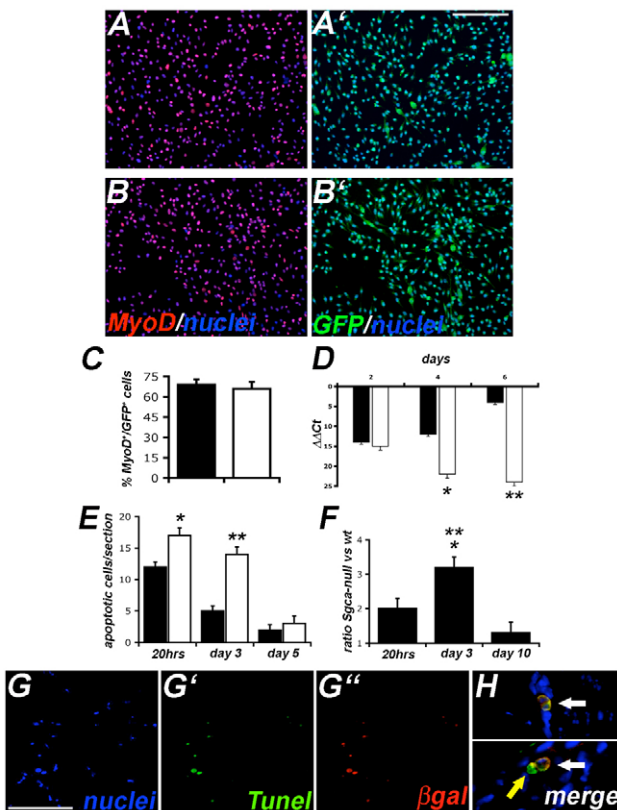 A A'
B B'
MyoD/nuclei GFP/nuclei
C D
days
2 4 6
% MyoD+/GFP+ cells
75
60
45
30
15
0
ΔΔCt
0
5
10
15
20
25
* **
E F
apoptotic cells/section
20
15
10
5
0
* **
20hrs day 3 day 5
ratio Sgca-null vs wt
4
3
2
1
**
*
20hrs day 3 day 10
G G' G" H
nuclei Tunel βgal merge